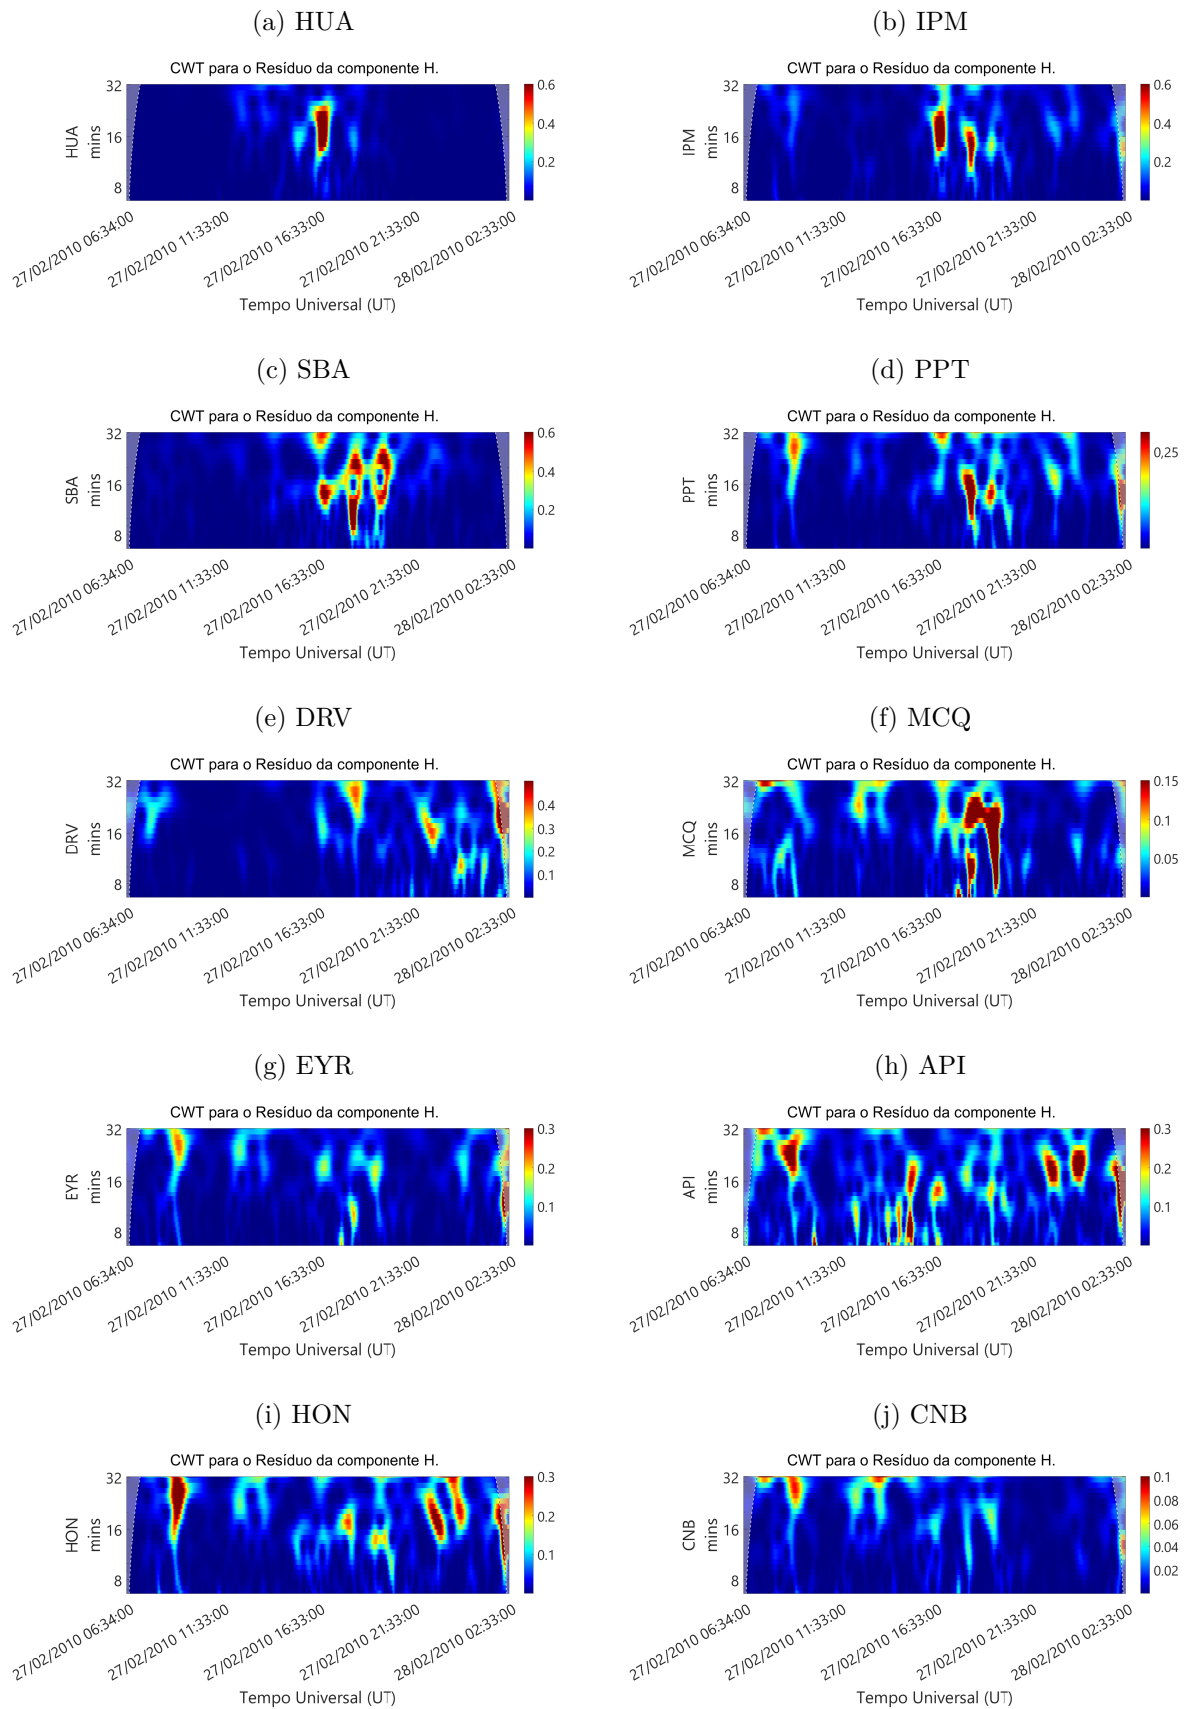 (a) HUA
CWT para o Resíduo da componente H.
32
16
8
HUA
mins
0.6
0.4
0.2
27/02/2010 06:34:00
27/02/2010 11:33:00
27/02/2010 16:33:00
27/02/2010 21:33:00
28/02/2010 02:33:00
Tempo Universal (UT)
(b) IPM
CWT para o Resíduo da componente H.
32
16
8
IPM
mins
0.6
0.4
0.2
27/02/2010 06:34:00
27/02/2010 11:33:00
27/02/2010 16:33:00
27/02/2010 21:33:00
28/02/2010 02:33:00
Tempo Universal (UT)
(c) SBA
CWT para o Resíduo da componente H.
32
16
8
SBA
mins
0.6
0.4
0.2
27/02/2010 06:34:00
27/02/2010 11:33:00
27/02/2010 16:33:00
27/02/2010 21:33:00
28/02/2010 02:33:00
Tempo Universal (UT)
(d) PPT
CWT para o Resíduo da componente H.
32
16
8
PPT
mins
0,25
27/02/2010 06:34:00
27/02/2010 11:33:00
27/02/2010 16:33:00
27/02/2010 21:33:00
28/02/2010 02:33:00
Tempo Universal (UT)
(e) DRV
CWT para o Resíduo da componente H.
32
16
8
DRV
mins
0.4
0.3
0.2
0.1
27/02/2010 06:34:00
27/02/2010 11:33:00
27/02/2010 16:33:00
27/02/2010 21:33:00
28/02/2010 02:33:00
Tempo Universal (UT)
(f) MCQ
CWT para o Resíduo da componente H.
32
16
8
MCQ
mins
0.15
0.1
0.05
27/02/2010 06:34:00
27/02/2010 11:33:00
27/02/2010 16:33:00
27/02/2010 21:33:00
28/02/2010 02:33:00
Tempo Universal (UT)
(g) EYR
CWT para o Resíduo da componente H.
32
16
8
EYR
mins
0.3
0.2
0.1
27/02/2010 06:34:00
27/02/2010 11:33:00
27/02/2010 16:33:00
27/02/2010 21:33:00
28/02/2010 02:33:00
Tempo Universal (UT)
(h) API
CWT para o Resíduo da componente H.
32
16
8
API
mins
0.3
0.2
0.1
27/02/2010 06:34:00
27/02/2010 11:33:00
27/02/2010 16:33:00
27/02/2010 21:33:00
28/02/2010 02:33:00
Tempo Universal (UT)
(i) HON
CWT para o Resíduo da componente H.
32
16
8
HON
mins
0.3
0.2
0.1
27/02/2010 06:34:00
27/02/2010 11:33:00
27/02/2010 16:33:00
27/02/2010 21:33:00
28/02/2010 02:33:00
Tempo Universal (UT)
(j) CNB
CWT para o Resíduo da componente H.
32
16
8
CNB
mins
0.1
0.08
0.06
0.04
0.02
27/02/2010 06:34:00
27/02/2010 11:33:00
27/02/2010 16:33:00
27/02/2010 21:33:00
28/02/2010 02:33:00
Tempo Universal (UT)